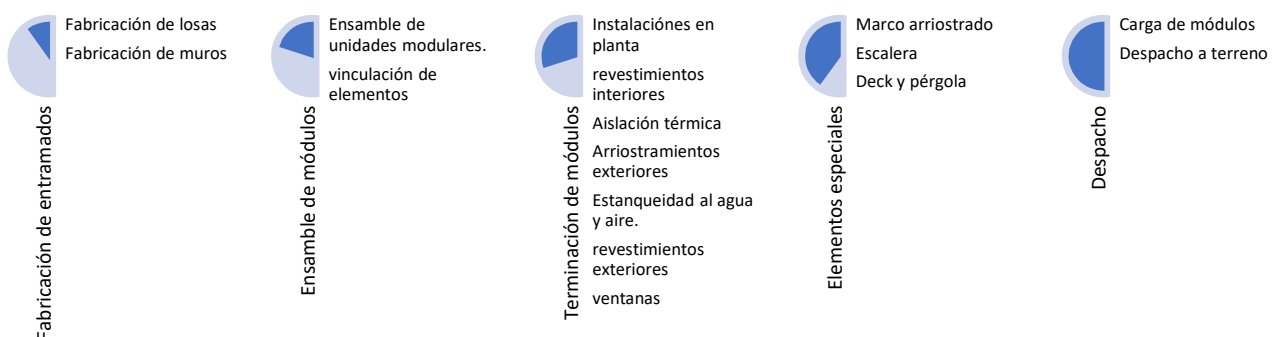 Fabricación de entramados
Fabricación de losas
Fabricación de muros
Ensamble de módulos
Ensamble de
unidades modulares.
vinculación de
elementos
Terminación de módulos
Instalaciónes en
planta
revestimientos
interiores
Aislación térmica
Arriostramientos
exteriores
Estanqueidad al agua
y aire.
revestimientos
exteriores
ventanas
Elementos especiales
Marco arriostrado
Escalera
Deck y pérgola
Despacho
Carga de módulos
Despacho a terreno